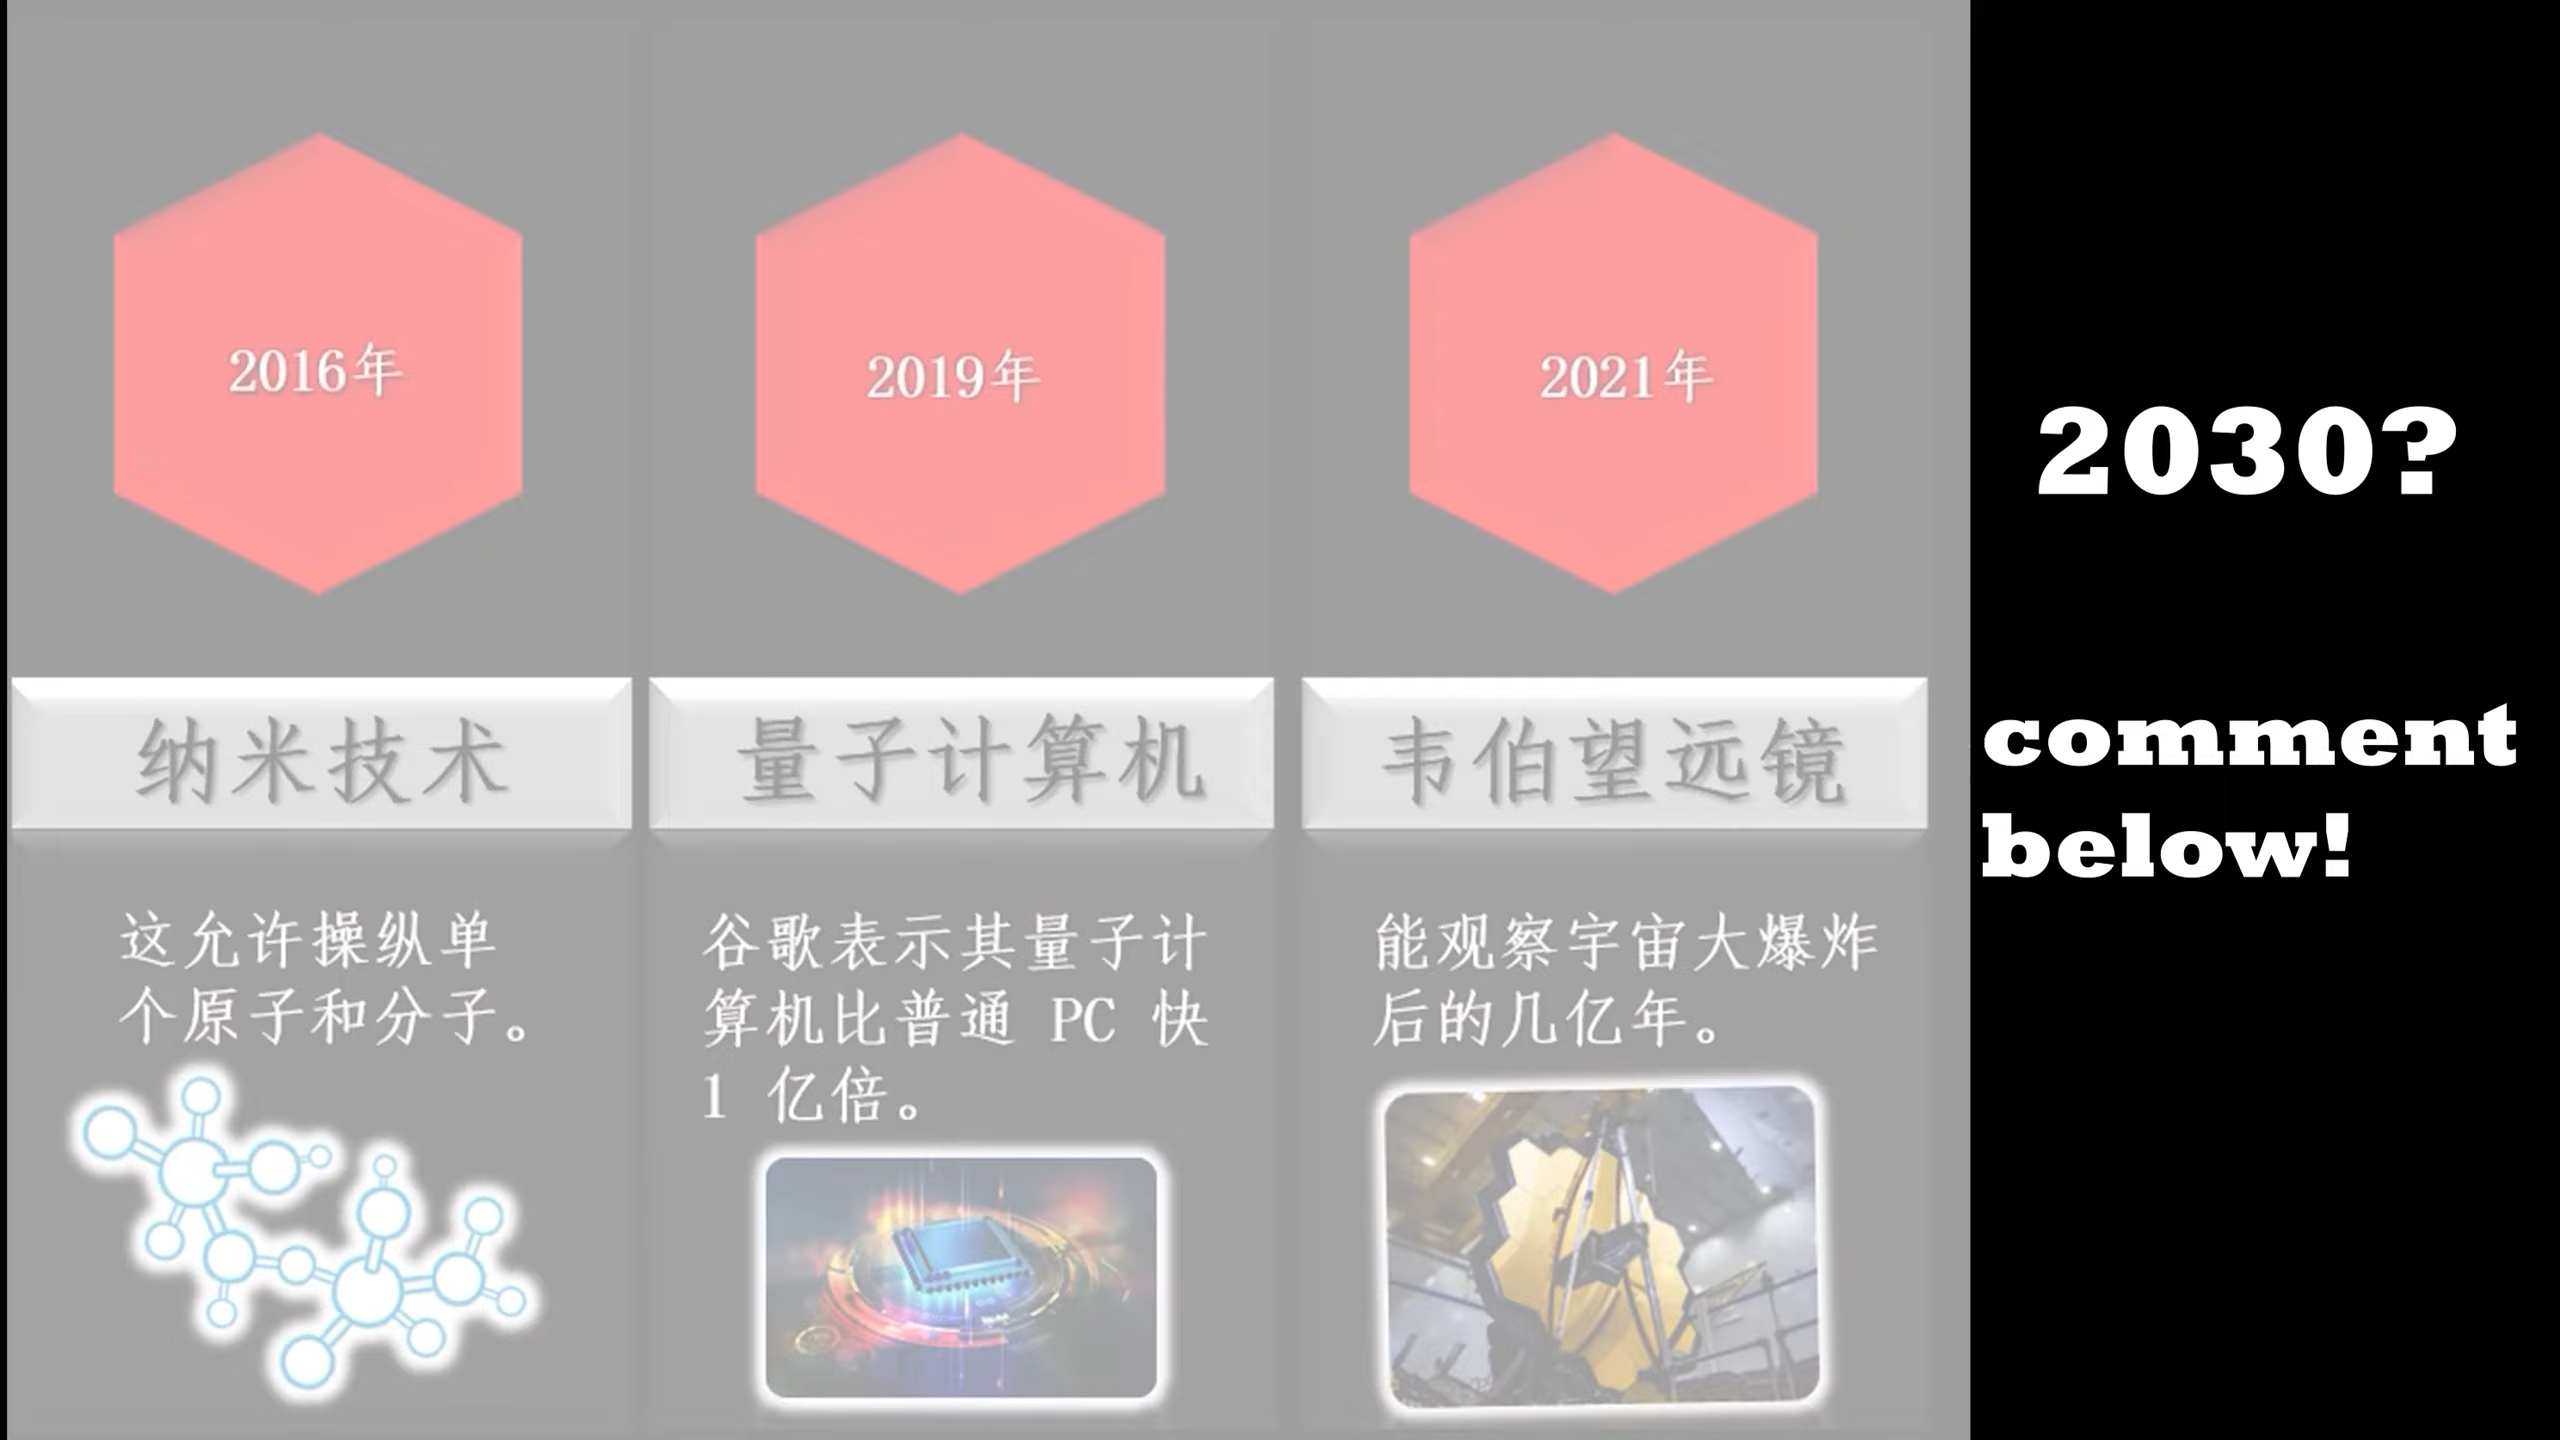 2016年
纳米技术
这允许操纵单
个原子和分子。
2019年
量子计算机
谷歌表示其量子计
算机比普通 PC 快
1 亿倍。
2021年
韦伯望远镜
能观察宇宙大爆炸
后的几亿年。
2030?
comment
below!